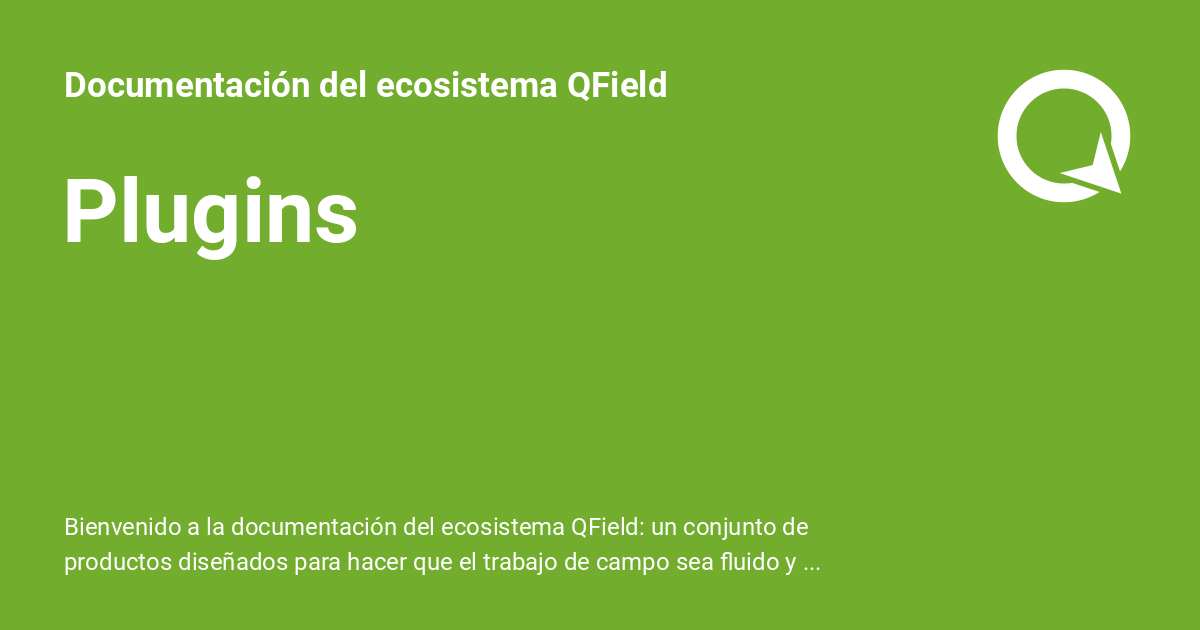 Documentación del ecosistema QField
Plugins
Bienvenido a la documentación del ecosistema QField: un conjunto de
productos diseñados para hacer que el trabajo de campo sea fluido y ...